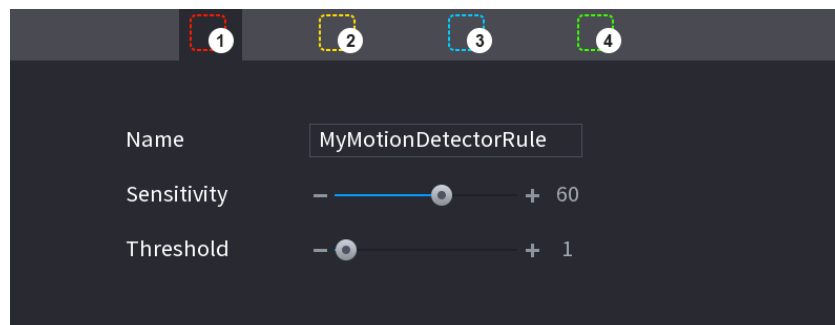 1 2 3 4
Name MyMotionDetectorRule
Sensitivity − + 60
Threshold − + 1